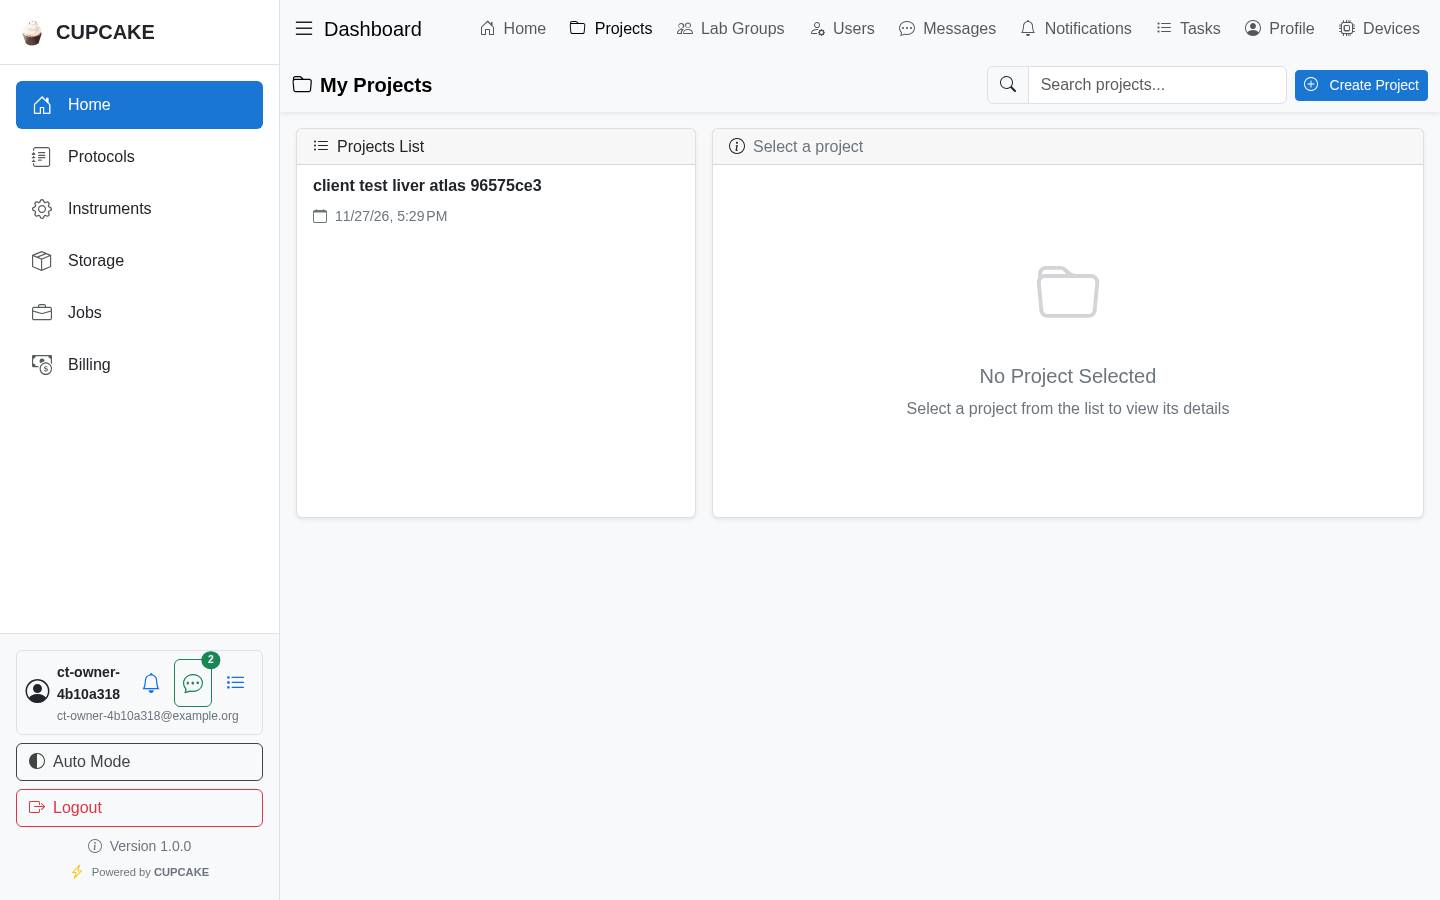 CUPCAKE
Home
Protocols
Instruments
Storage
Jobs
Billing
ct-owner-
4b10a318
2
ct-owner-4b10a318@example.org
Auto Mode
Logout
Version 1.0.0
Powered by CUPCAKE
Dashboard
Home
Projects
Lab Groups
Users
Messages
Notifications
Tasks
Profile
Devices
My Projects
Search projects...
Create Project
Projects List
client test liver atlas 96575ce3
11/27/26, 5:29 PM
Select a project
No Project Selected
Select a project from the list to view its details